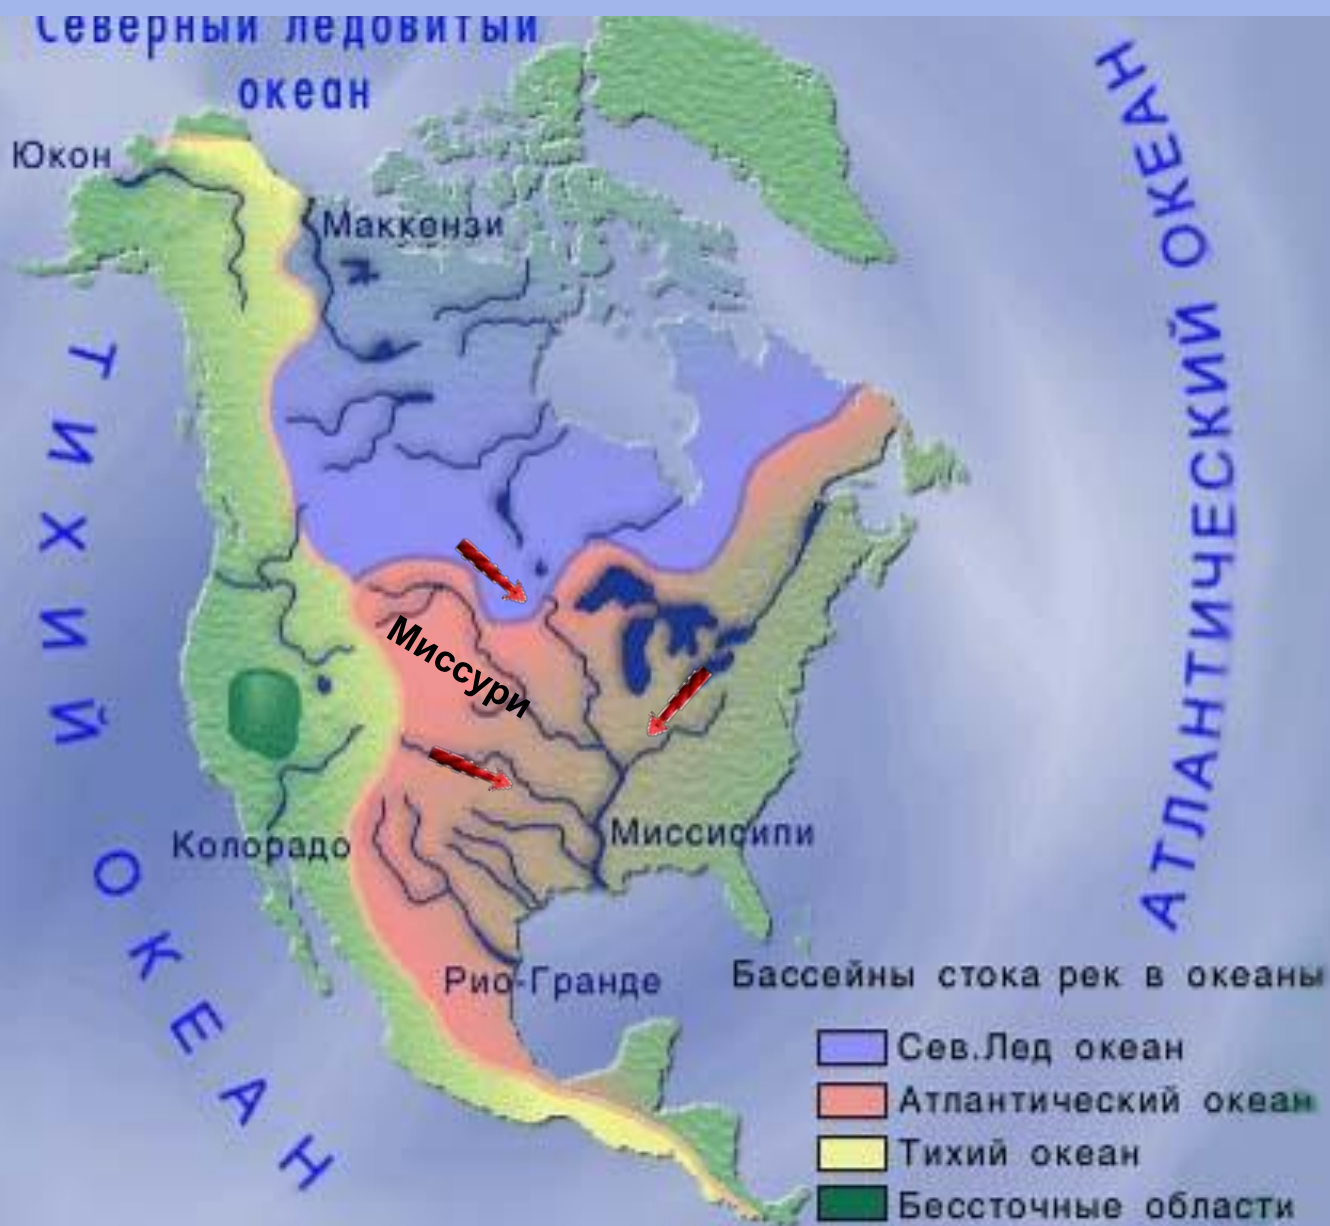 Северный ледовитый
океан
Юкон
Маккензи
ТИХИЙ ОКЕАН
АТЛАНТИЧЕСКИЙ ОКЕАН
Миссури
Колорадо
Миссисипи
Рио-Гранде
Бассейны стока рек в океаны
Сев.Лед океан
Атлантический океан
Тихий океан
Бессточные области